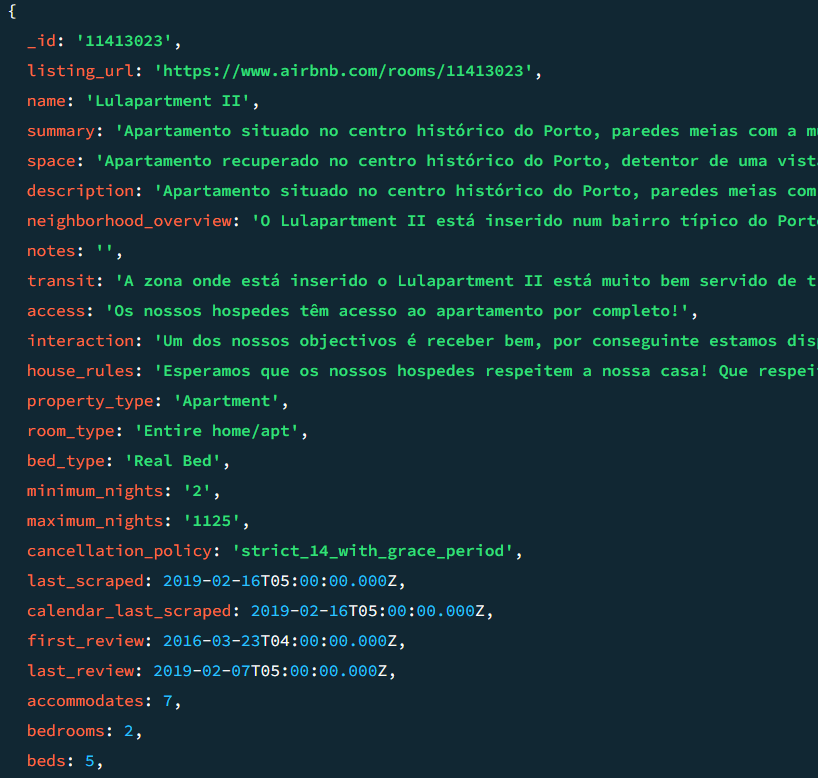 {
_id: '11413023',
listing_url: 'https://www.airbnb.com/rooms/11413023',
name: 'Lulapartment II',
summary: 'Apartamento situado no centro histórico do Porto, paredes meias com a
space: 'Apartamento recuperado no centro histórico do Porto, detentor de uma
description: 'Apartamento situado no centro histórico do Porto, paredes meias com
neighborhood_overview: 'O Lulapartment II está inserido num bairro típico do
notes: '',
transit: 'A zona onde está inserido o Lulapartment II está muito bem servido de
access: 'Os nossos hospedes têm acesso ao apartamento por completo!',
interaction: 'Um dos nossos objectivos é receber bem, por conseguinte estamos
house_rules: 'Esperamos que os nossos hospedes respeitem a nossa casa! Que
property_type: 'Apartment',
room_type: 'Entire home/apt',
bed_type: 'Real Bed',
minimum_nights: '2',
maximum_nights: '1125',
cancellation_policy: 'strict_14_with_grace_period',
last_scraped: 2019-02-16T05:00:00.000Z,
calendar_last_scraped: 2019-02-16T05:00:00.000Z,
first_review: 2016-03-23T04:00:00.000Z,
last_review: 2019-02-07T05:00:00.000Z,
accommodates: 7,
bedrooms: 2,
beds: 5,